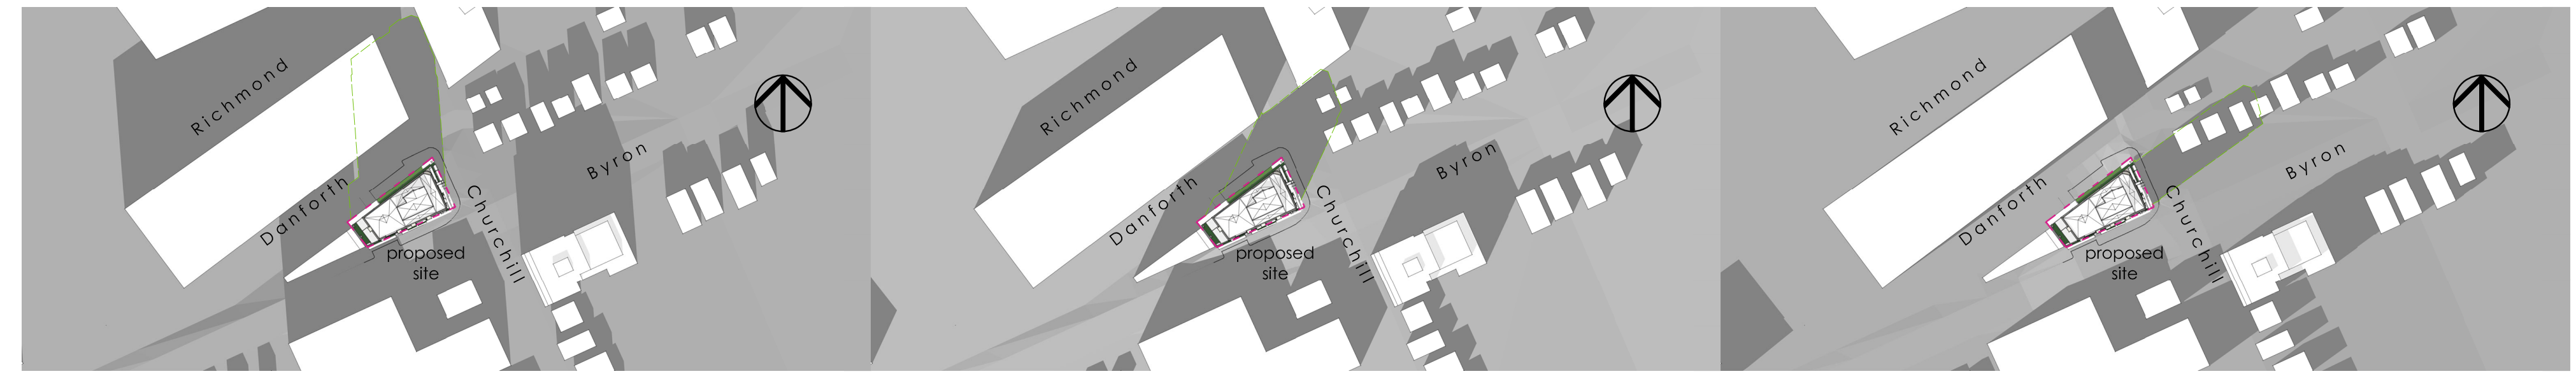 Richmond
Danforth
Byron
Churchill
proposed
site
Richmond
Danforth
Byron
Churchill
proposed
site
Richmond
Danforth
Byron
Churchill
proposed
site